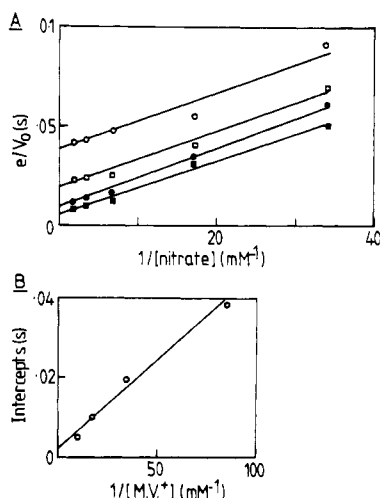 A
0.1
e/V₀(s)
0.05
0
0 20 40
1/[nitrate] (mM⁻¹)
B
.04
Intercepts (s)
.02
0
50 100
1/[M.V.⁺] (mM⁻¹)